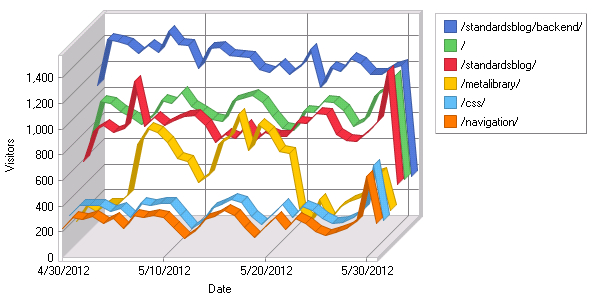 /standardsblog/backend/
/
/standardsblog/
/metalibrary/
/css/
/navigation/
Visitors
1,400
1,200
1,000
800
600
400
200
0
4/30/2012 5/10/2012 5/20/2012 5/30/2012
Date